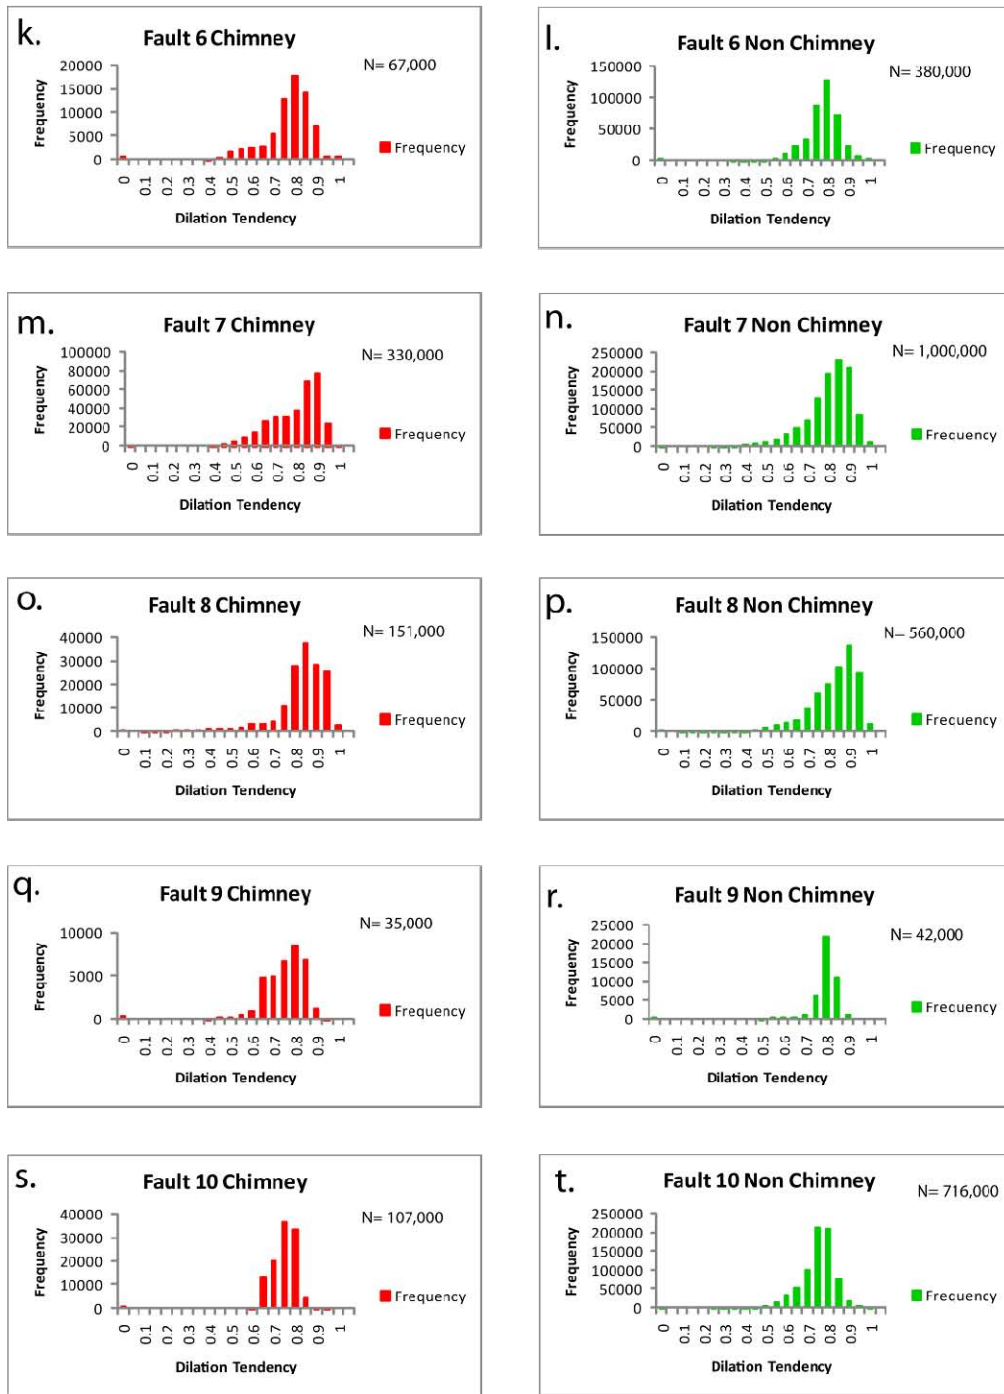 k.
Fault 6 Chimney
N= 67,000
20000
15000
10000
5000
0
Frequency
Frequency
0
0.1
0.2
0.3
0.4
0.5
0.6
0.7
0.8
0.9
1
Dilation Tendency
l.
Fault 6 Non Chimney
N= 380,000
150000
100000
50000
0
Frequency
Frecuency
0
0.1
0.2
0.3
0.4
0.5
0.6
0.7
0.8
0.9
1
Dilation Tendency
m.
Fault 7 Chimney
N= 330,000
100000
80000
60000
40000
20000
0
Frequency
Frequency
0
0.1
0.2
0.3
0.4
0.5
0.6
0.7
0.8
0.9
1
Dilation Tendency
n.
Fault 7 Non Chimney
N= 1,000,000
250000
200000
150000
100000
50000
0
Frequency
Frecuency
0
0.1
0.2
0.3
0.4
0.5
0.6
0.7
0.8
0.9
1
Dilation Tendency
o.
Fault 8 Chimney
N= 151,000
40000
30000
20000
10000
0
Frequency
Frequency
0
0.1
0.2
0.3
0.4
0.5
0.6
0.7
0.8
0.9
1
Dilation Tendency
p.
Fault 8 Non Chimney
N= 560,000
150000
100000
50000
0
Frequency
Frecuency
0
0.1
0.2
0.3
0.4
0.5
0.6
0.7
0.8
0.9
1
Dilation Tendency
q.
Fault 9 Chimney
N= 35,000
10000
5000
0
Frequency
Frequency
0
0.1
0.2
0.3
0.4
0.5
0.6
0.7
0.8
0.9
1
Dilation Tendency
r.
Fault 9 Non Chimney
N= 42,000
25000
20000
15000
10000
5000
0
Frequency
Frecuency
0
0.1
0.2
0.3
0.4
0.5
0.6
0.7
0.8
0.9
1
Dilation Tendency
s.
Fault 10 Chimney
N= 107,000
40000
30000
20000
10000
0
Frequency
Frequency
0
0.1
0.2
0.3
0.4
0.5
0.6
0.7
0.8
0.9
1
Dilation Tendency
t.
Fault 10 Non Chimney
N= 716,000
250000
200000
150000
100000
50000
0
Frequency
Frecuency
0
0.1
0.2
0.3
0.4
0.5
0.6
0.7
0.8
0.9
1
Dilation Tendency